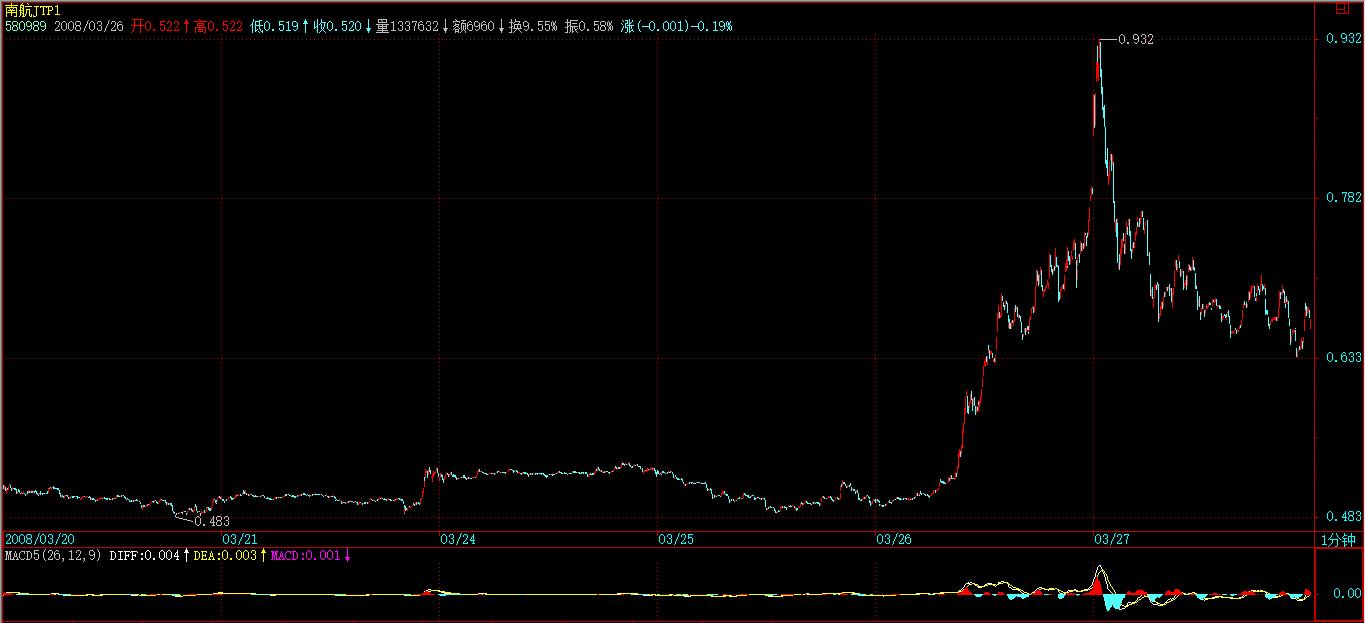 南航JTP1
580989 2008/03/26 开0.522↑高0.522 低0.519↑收0.520↓量1337632↓额6960↓换9.55% 振0.58% 涨(-0.001)-0.19%
0.932 0.932
0.782
0.633
0.483 0.483
2008/03/20 03/21 03/24 03/25 03/26 03/27 1分钟
MACD5(26,12,9) DIFF:0.004↑DEA:0.003↑MACD:0.001↓
0.00